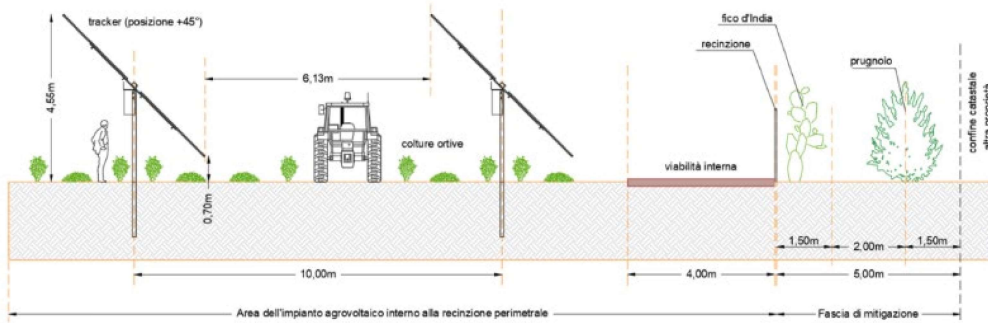 tracker (posizione +45°)
4,55m
6,13m
0,70m
colture ortive
10,00m
viabilità interna
4,00m
recinzione
fico d'India
prugnolo
confine catastale
altre proprietà
1,50m
2,00m
1,50m
5,00m
Area dell'impianto agrovoltaico interno alla recinzione perimetrale
Fascia di mitigazione